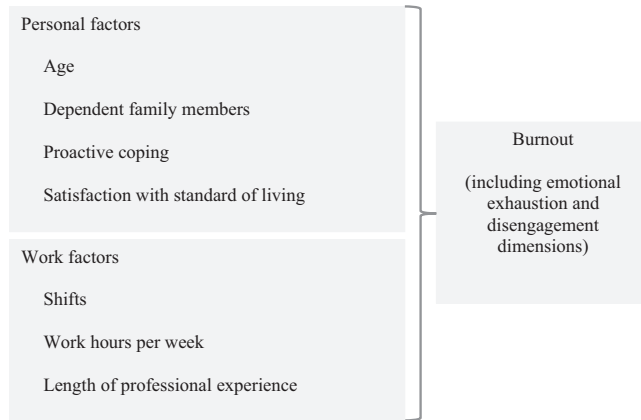 Personal factors
Age
Dependent family members
Proactive coping
Satisfaction with standard of living
Work factors
Shifts
Work hours per week
Length of professional experience
Burnout
(including emotional
exhaustion and
disengagement
dimensions)